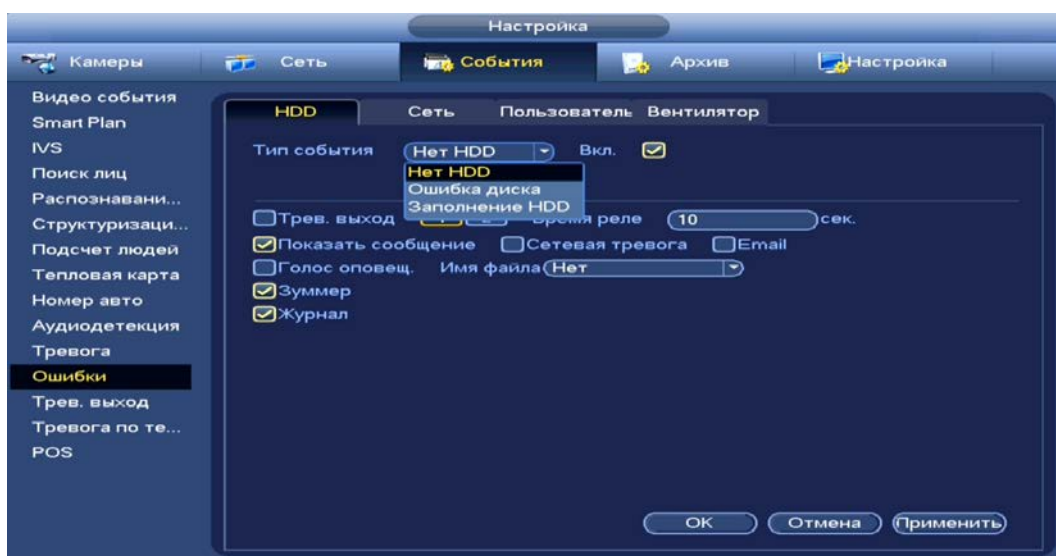 Настройка
Камеры Сеть События Архив Настройка
Видео события
Smart Plan
IVS
Поиск лиц
Распознавани...
Структуризаци...
Подсчет людей
Тепловая карта
Номер авто
Аудиодетекция
Тревога
Ошибки
Трев. выход
Тревога по те...
POS
HDD Сеть Пользователь Вентилятор
Тип события Нет HDD Вкл.
Нет HDD
Ошибка диска
Заполнение HDD
Трев. выход Время реле 10 сек.
Показать сообщение Сетевая тревога Email
Голос оповещ. Имя файла Нет
Зуммер
Журнал
OK Отмена Применить